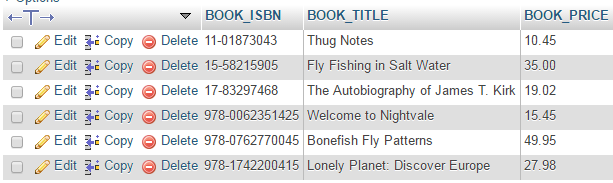 BOOK_ISBN BOOK_TITLE BOOK_PRICE
Edit Copy Delete 11-01873043 Thug Notes 10.45
Edit Copy Delete 15-58215905 Fly Fishing in Salt Water 35.00
Edit Copy Delete 17-83297468 The Autobiography of James T. Kirk 19.02
Edit Copy Delete 978-0062351425 Welcome to Nightvale 15.45
Edit Copy Delete 978-0762770045 Bonefish Fly Patterns 49.95
Edit Copy Delete 978-1742200415 Lonely Planet: Discover Europe 27.98